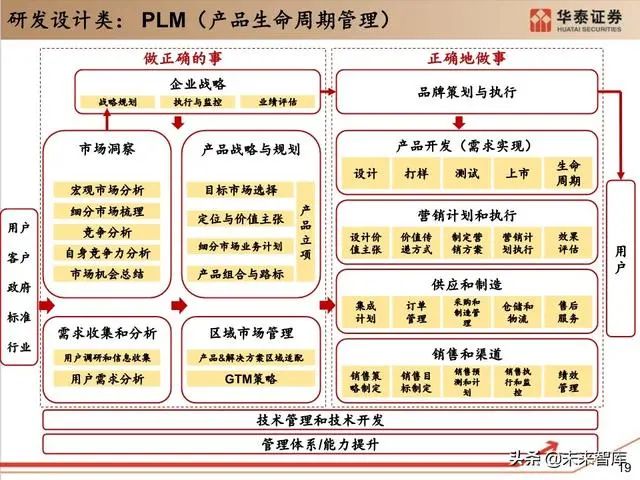 研发设计类：PLM（产品生命周期管理）
华泰证券
HUATAI SECURITIES
做正确的事
正确地做事
企业战略
战略规划
执行与监控
业绩评估
品牌策划与执行
市场洞察
宏观市场分析
细分市场梳理
竞争分析
自身竞争力分析
市场机会总结
产品战略与规划
目标市场选择
定位与价值主张
细分市场业务计划
产品组合与路标
产品立项
产品开发（需求实现）
设计
打样
测试
上市
生命
周期
营销计划和执行
设计价
值主张
价值传
递方式
制定营
销方案
营销计
划执行
效果
评估
用户
客户
政府
标准
行业
用户
需求收集和分析
用户调研和信息收集
用户需求分析
区域市场管理
产品&解决方案区域适配
GTM策略
供应和制造
集成
计划
订单
管理
采购和
制造管
理
仓储和
物流
售后
服务
销售和渠道
销售策
略制定
销售目
标制定
销售预
测和计
划
销售执
行和监
控
绩效
管理
技术管理和技术开发
管理体系/能力提升
头条@未来智库
19